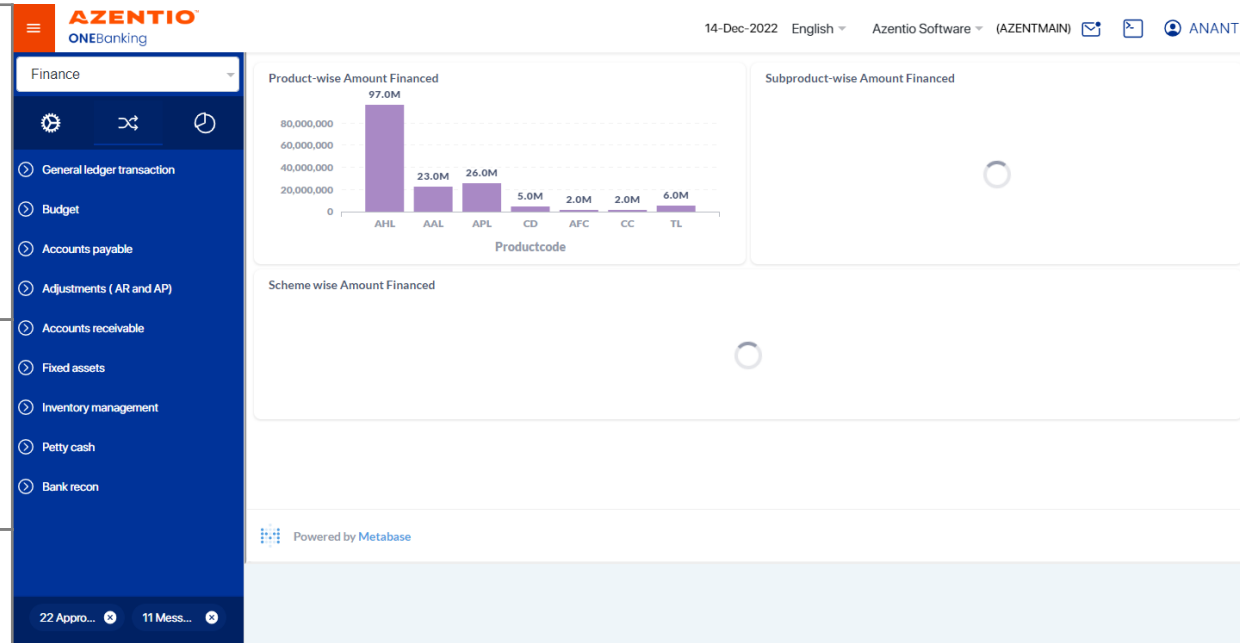 AZENTIO
ONEBanking
14-Dec-2022 English Azentio Software (AZENTMAIN) ANANT
Finance
General ledger transaction
Budget
Accounts payable
Adjustments ( AR and AP)
Accounts receivable
Fixed assets
Inventory management
Petty cash
Bank recon
22 Appro...
11 Mess...
Product-wise Amount Financed
97.0M
80,000,000
60,000,000
40,000,000
20,000,000
0
23.0M
26.0M
5.0M
2.0M
2.0M
6.0M
AHL AAL APL CD AFC CC TL
Productcode
Subproduct-wise Amount Financed
Scheme wise Amount Financed
Powered by Metabase